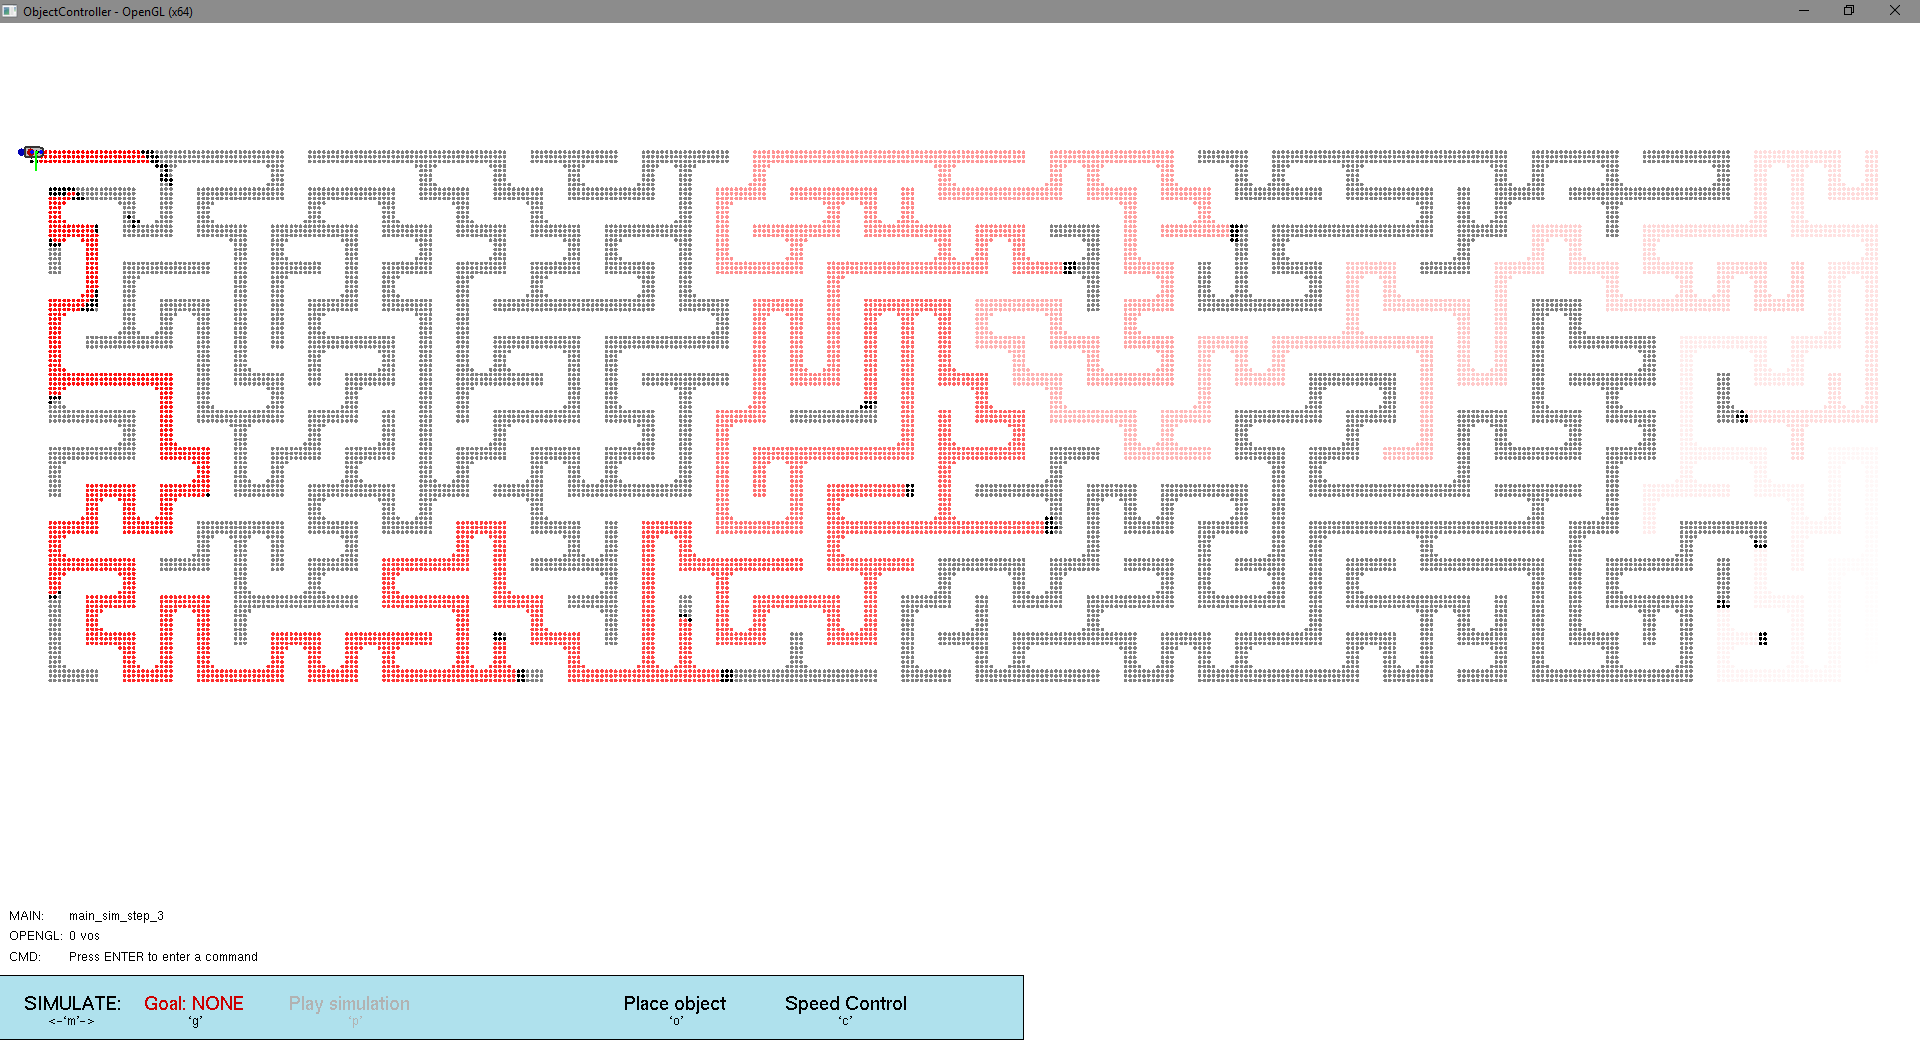 ObjectController - OpenGL (x64)
MAIN: main_sim_step_3
OPENGL: 0 vos
CMD: Press ENTER to enter a command
SIMULATE: Goal: NONE Play simulation Place object Speed Control
<-'m'-> 'g' 'p' 'o' 'c'